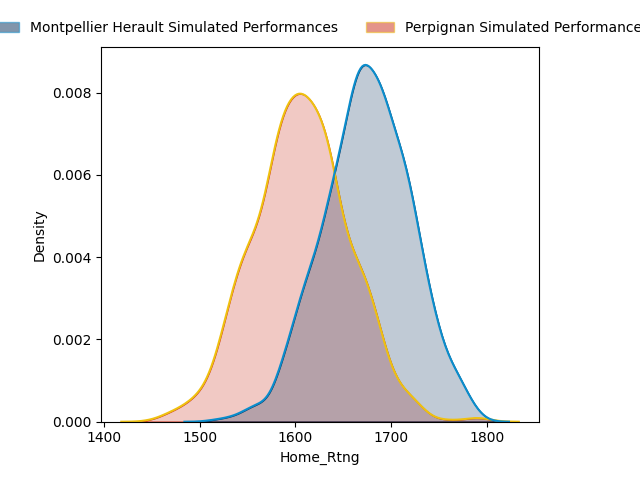 Montpellier Herault Simulated Performances Perpignan Simulated Performance
0.008
0.006
0.004
0.002
0.000
Density
1400 1500 1600 1700 1800
Home_Rtng